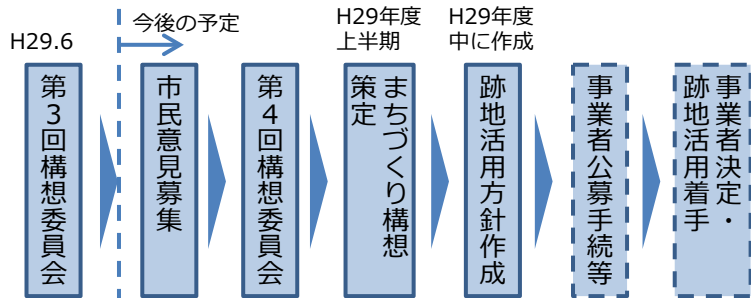 H29.6
今後の予定
H29年度
上半期
H29年度
中に作成
第3回構想委員会
市民意見募集
第4回構想委員会
まちづくり構想
策定
跡地活用方針作成
事業者公募手続等
事業者決定・
跡地活用着手